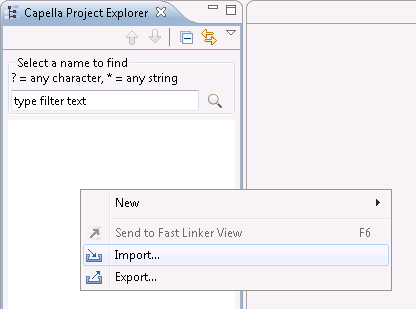 Capella Project Explorer
Select a name to find
? = any character, * = any string
type filter text
New
Send to Fast Linker View F6
Import...
Export...